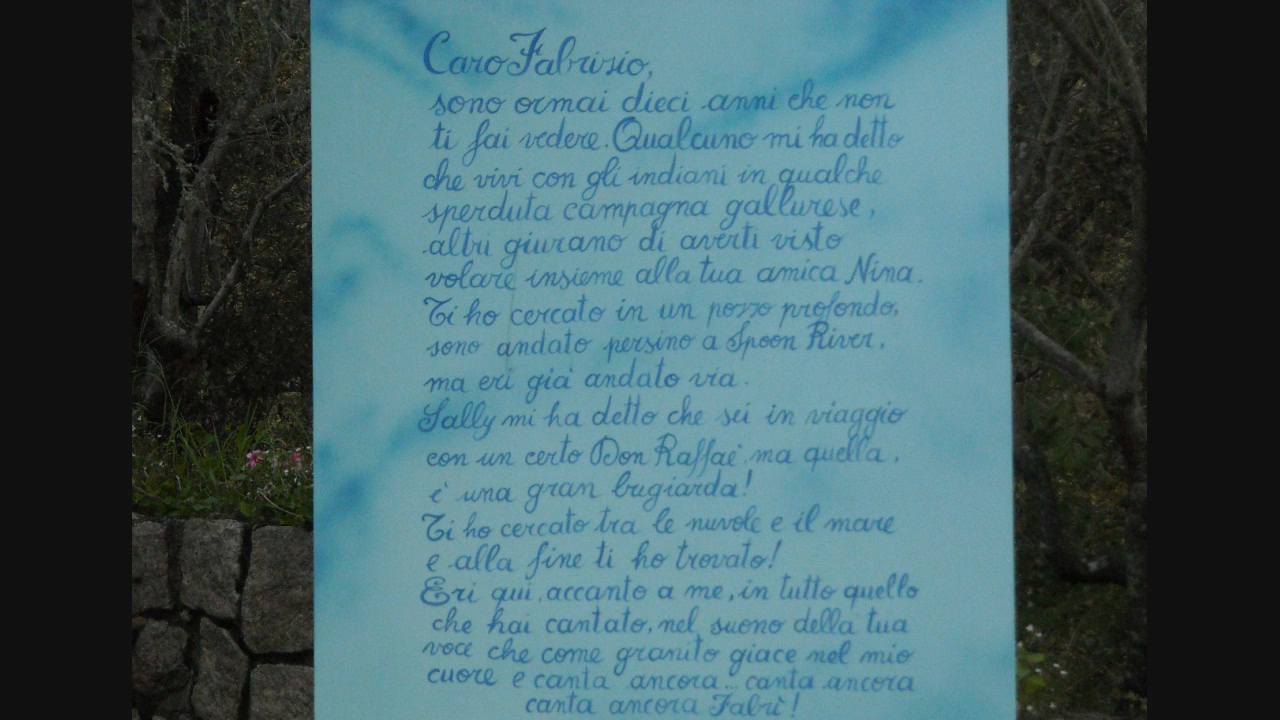 Caro Fabrizio,
sono ormai dieci anni che non
ti fai vedere. Qualcuno mi ha detto
che vivi con gli indiani in qualche
sperduta campagna gallurese,
altri giurano di averti visto
volare insieme alla tua amica Nina.
Ti ho cercato in un pozzo profondo,
sono andato persino a Spoon River,
ma eri già andato via.
Sally mi ha detto che sei in viaggio
con un certo Don Raffaè, ma quella,
è una gran bugiarda!
Ti ho cercato tra le nuvole e il mare
e alla fine ti ho trovato!
Eri qui, accanto a me, in tutto quello
che hai cantato, nel suono della tua
voce che come granito giace nel mio
cuore e canta ancora... canta ancora
canta ancora Fabrì!